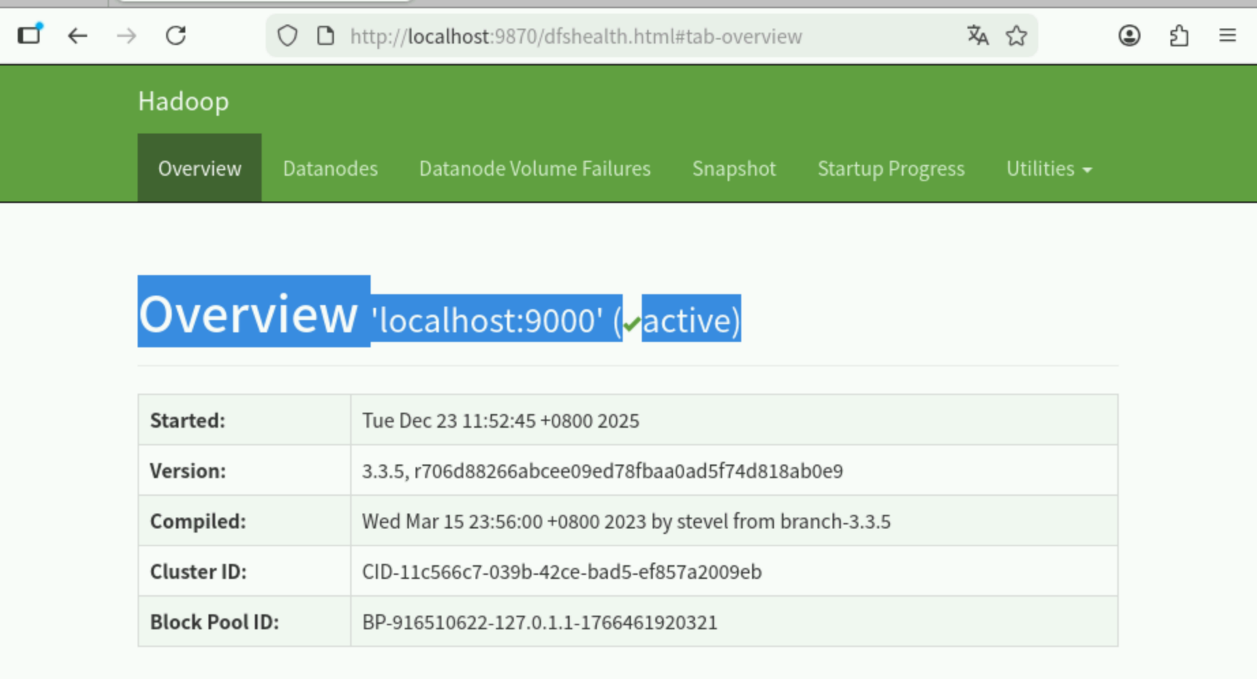 http://localhost:9870/dfshealth.html#tab-overview
Hadoop
Overview Datanodes Datanode Volume Failures Snapshot Startup Progress Utilities
Overview 'localhost:9000' (✔active)
Started: Tue Dec 23 11:52:45 +0800 2025
Version: 3.3.5, r706d88266abcee09ed78fbaa0ad5f74d818ab0e9
Compiled: Wed Mar 15 23:56:00 +0800 2023 by stevel from branch-3.3.5
Cluster ID: CID-11c566c7-039b-42ce-bad5-ef857a2009eb
Block Pool ID: BP-916510622-127.0.1.1-1766461920321